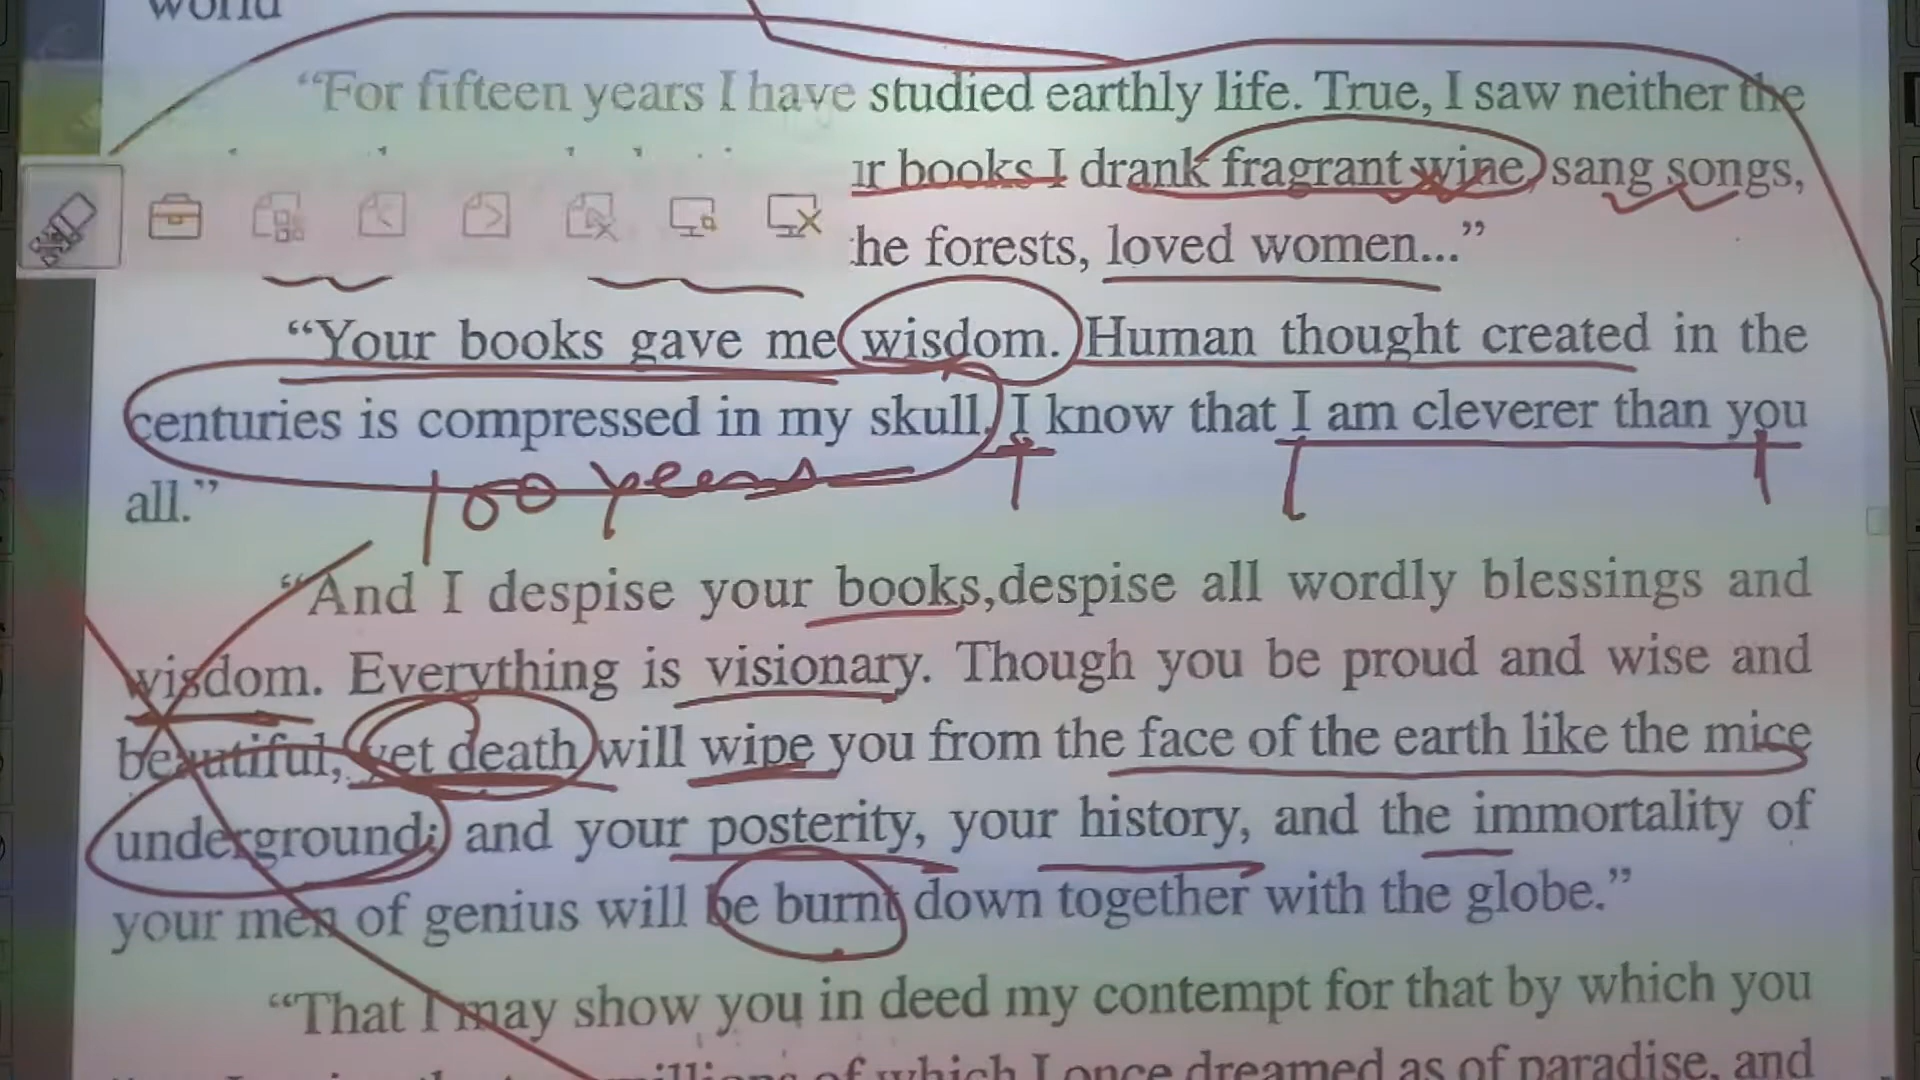 world
“For fifteen years I have studied earthly life. True, I saw neither the
ur books I drank fragrant wine, sang songs,
he forests, loved women...”
“Your books gave me wisdom. Human thought created in the
centuries is compressed in my skull. I know that I am cleverer than you
100 years
all.”
“And I despise your books,despise all wordly blessings and
wisdom. Everything is visionary. Though you be proud and wise and
beautiful, yet death will wipe you from the face of the earth like the mice
underground; and your posterity, your history, and the immortality of
your men of genius will be burnt down together with the globe.”
“That I may show you in deed my contempt for that by which you
of which I once dreamed as of paradise, and